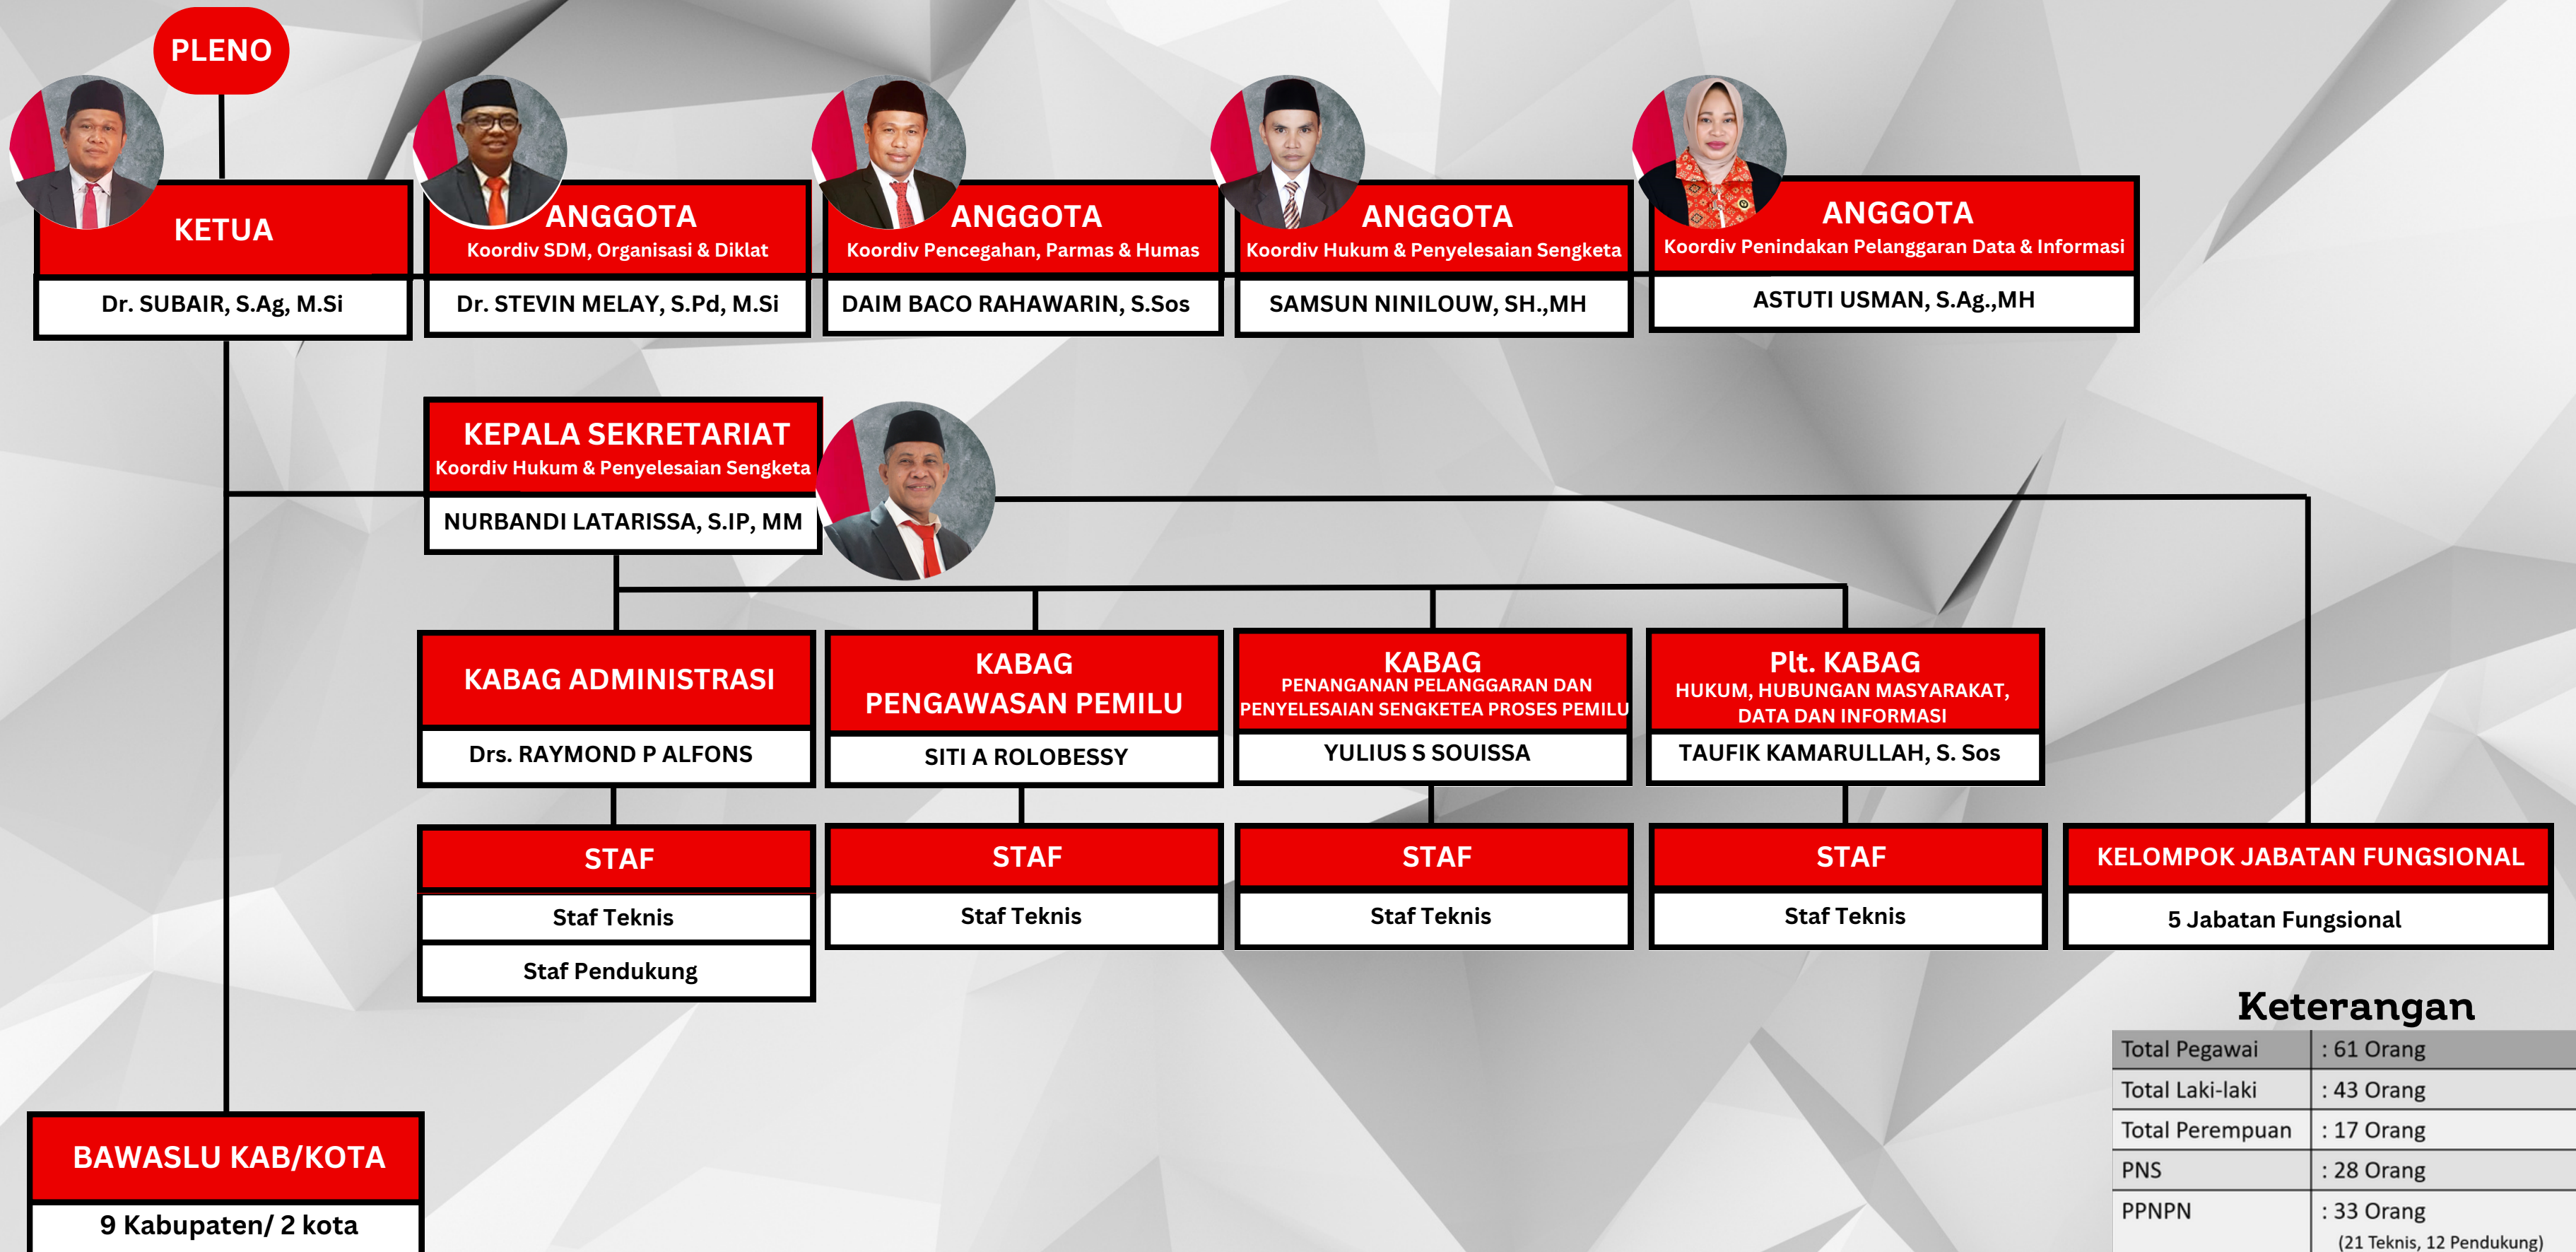 PLENO
KETUA
Dr. SUBAIR, S.Ag, M.Si
ANGGOTA
Koordiv SDM, Organisasi & Diklat
Dr. STEVIN MELAY, S.Pd, M.Si
ANGGOTA
Koordiv Pencegahan, Parmas & Humas
DAIM BACO RAHAWARIN, S.Sos
ANGGOTA
Koordiv Hukum & Penyelesaian Sengketa
SAMSUN NINILOUW, SH.,MH
ANGGOTA
Koordiv Penindakan Pelanggaran Data & Informasi
ASTUTI USMAN, S.Ag.,MH
KEPALA SEKRETARIAT
Koordiv Hukum & Penyelesaian Sengketa
NURBANDI LATARISSA, S.IP, MM
KABAG ADMINISTRASI
Drs. RAYMOND P ALFONS
KABAG
PENGAWASAN PEMILU
SITI A ROLOBESSY
KABAG
PENANGANAN PELANGGARAN DAN
PENYELESAIAN SENGKETEA PROSES PEMILU
YULIUS S SOUISSA
Plt. KABAG
HUKUM, HUBUNGAN MASYARAKAT,
DATA DAN INFORMASI
TAUFIK KAMARULLAH, S. Sos
STAF
Staf Teknis
Staf Pendukung
STAF
Staf Teknis
STAF
Staf Teknis
STAF
Staf Teknis
KELOMPOK JABATAN FUNGSIONAL
5 Jabatan Fungsional
BAWASLU KAB/KOTA
9 Kabupaten/ 2 kota
Keterangan
Total Pegawai : 61 Orang
Total Laki-laki : 43 Orang
Total Perempuan : 17 Orang
PNS : 28 Orang
PPNPN : 33 Orang
(21 Teknis, 12 Pendukung)